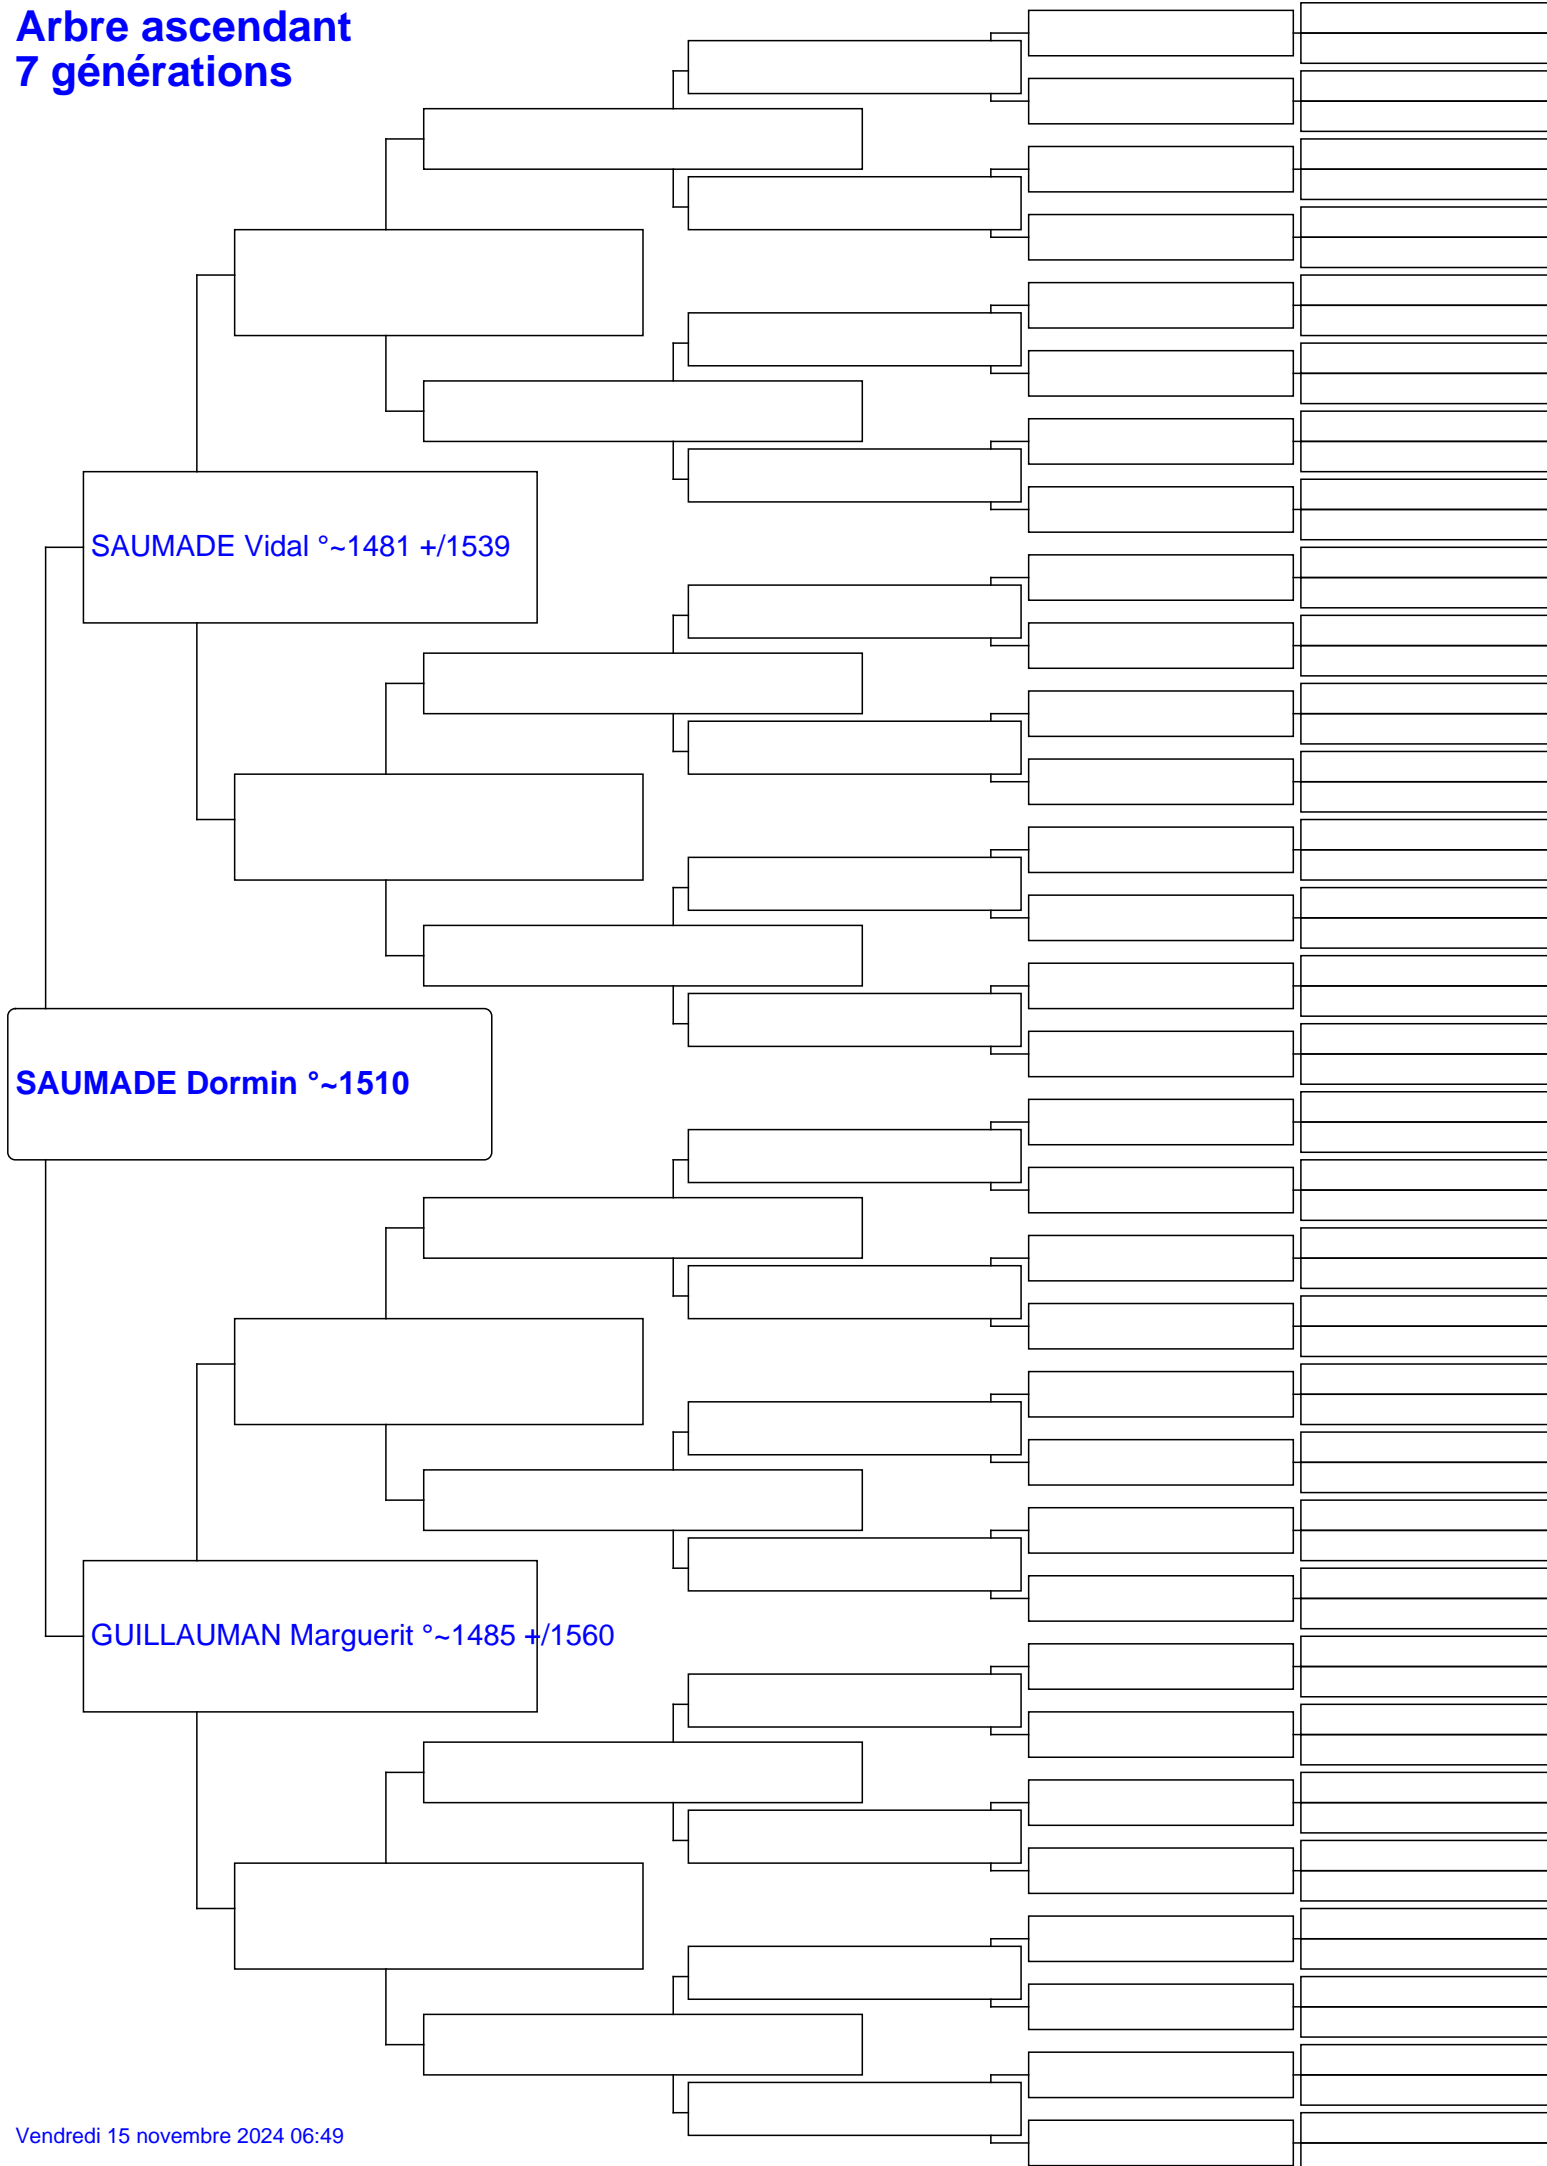 Arbre ascendant
7 générations
SAUMADE Vidal °~1481 +/1539
SAUMADE Dormin °~1510
GUILLAUMAN Marguerit °~1485 +/1560
Vendredi 15 novembre 2024 06:49